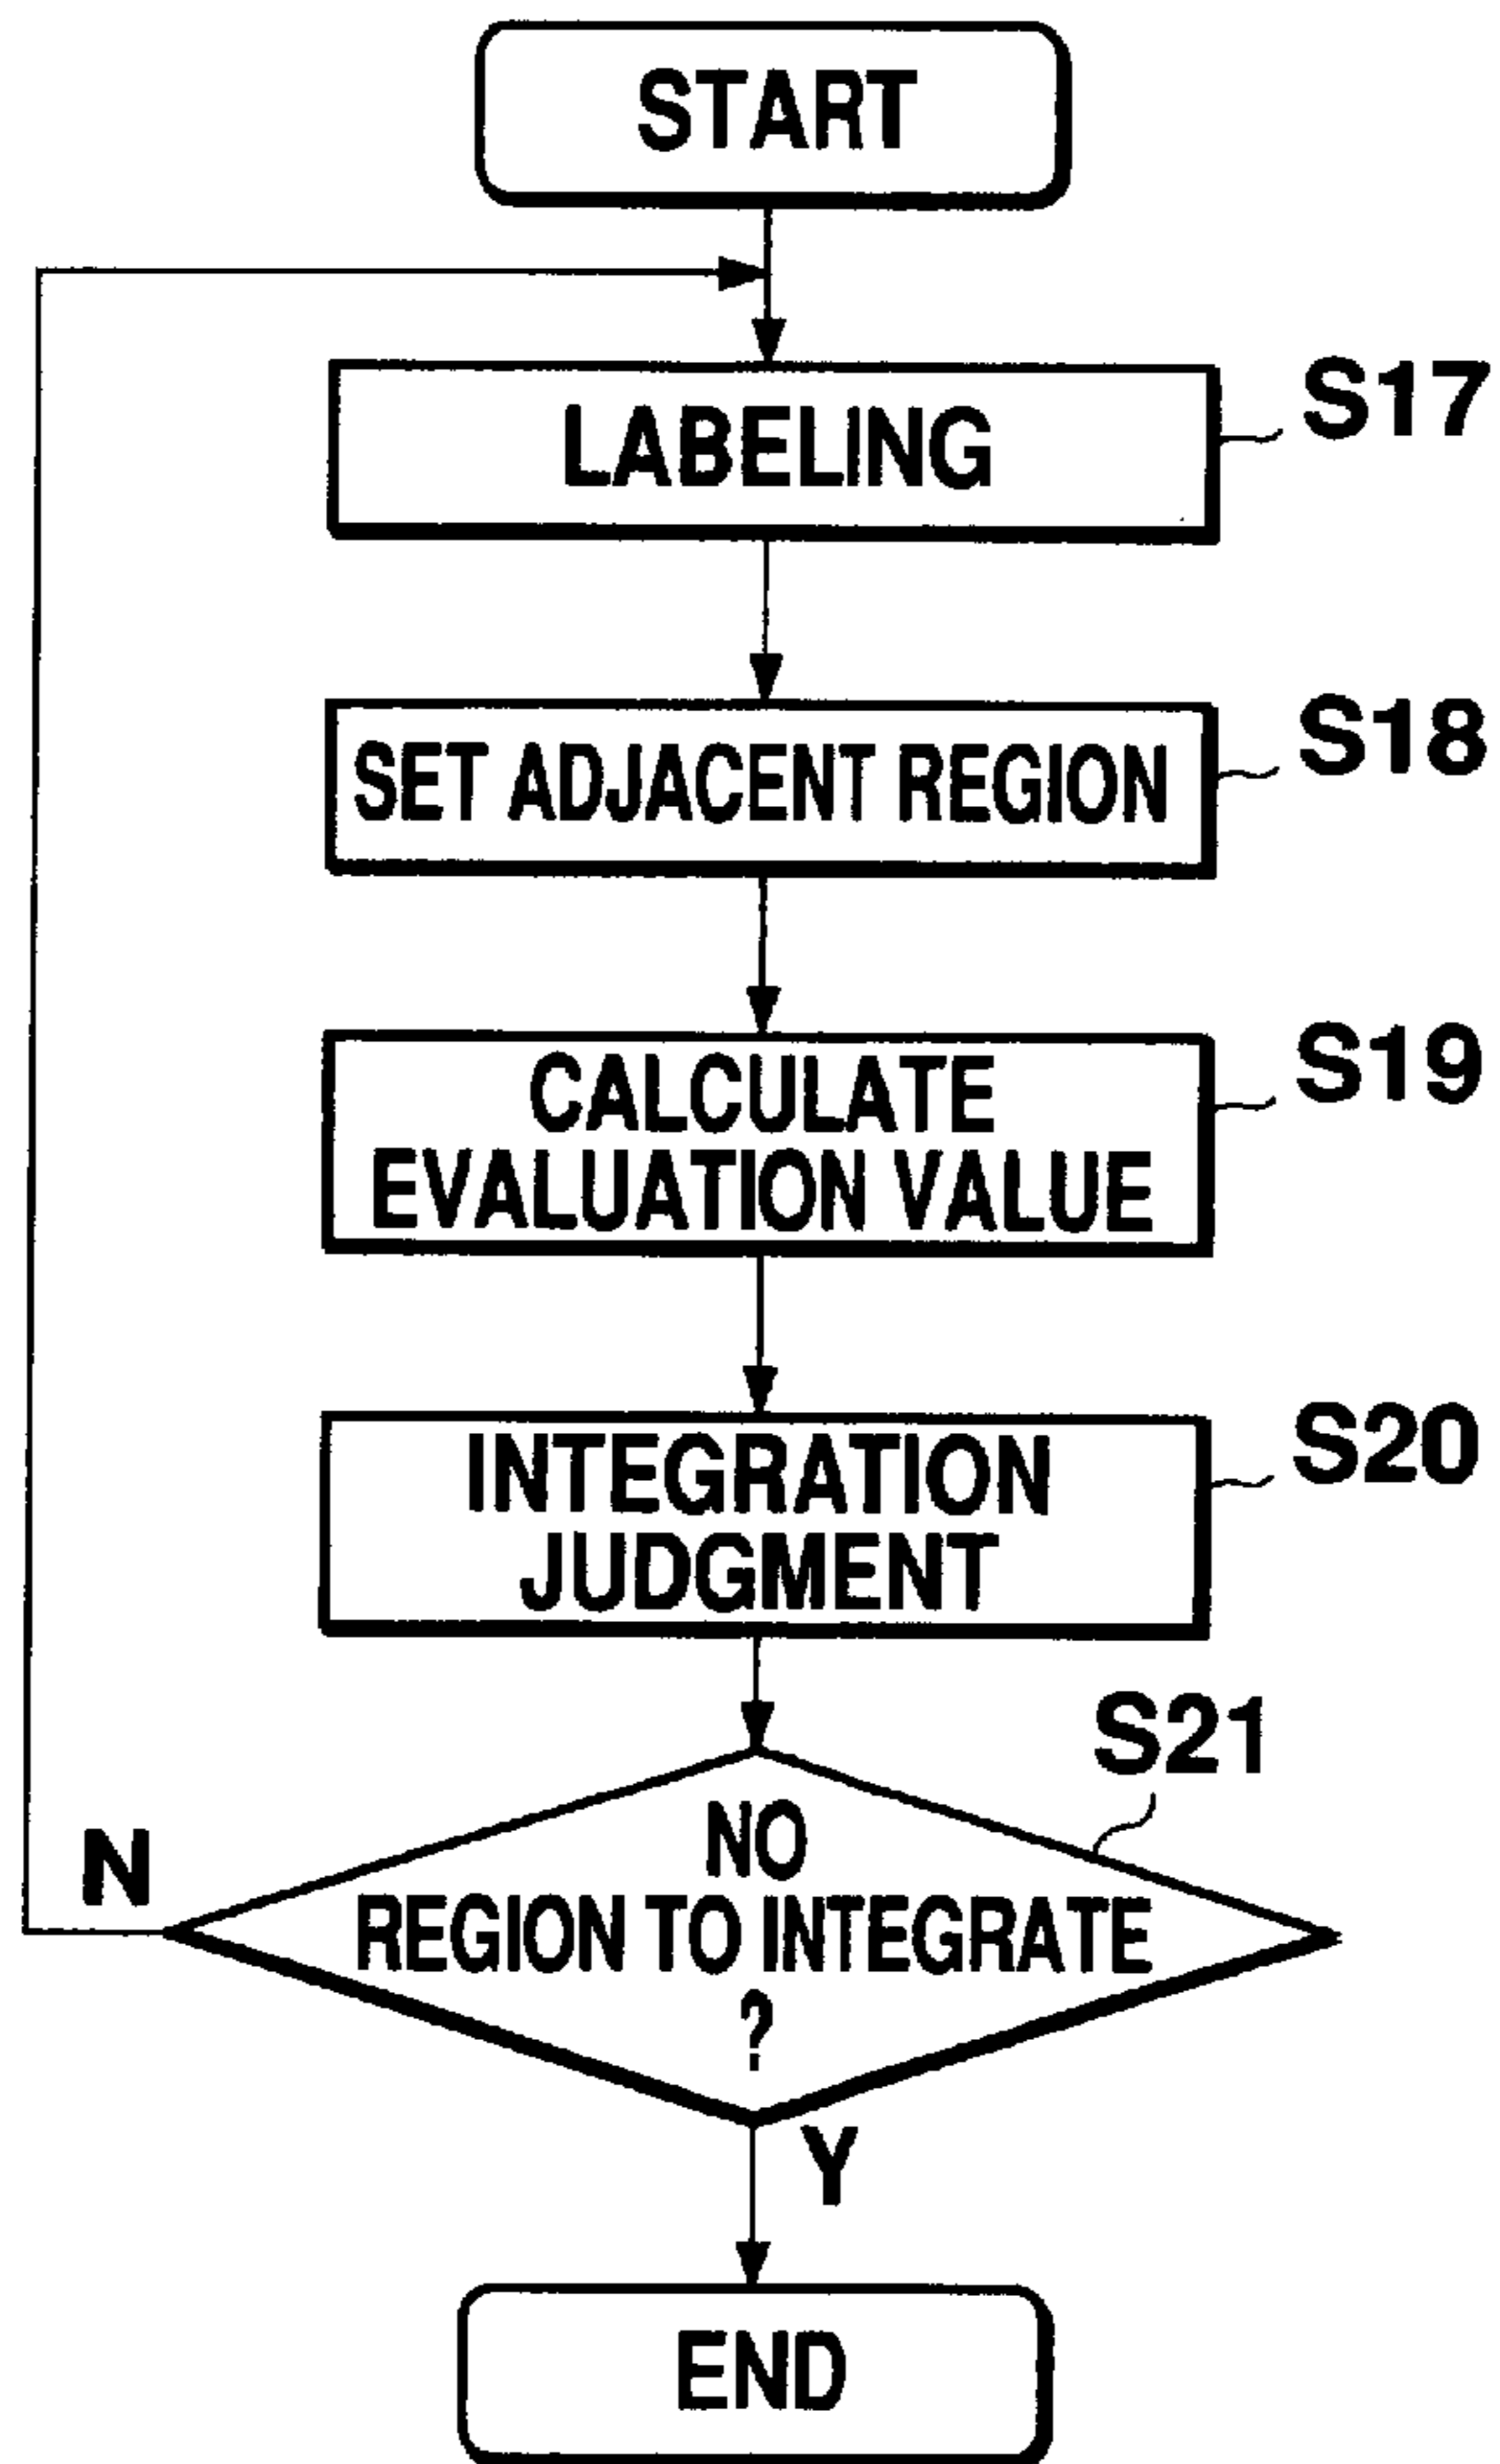 START
LABELING
S17
SET ADJACENT REGION
S18
CALCULATE
EVALUATION VALUE
S19
INTEGRATION
JUDGMENT
S20
S21
NO
REGION TO INTEGRATE
?
N
Y
END